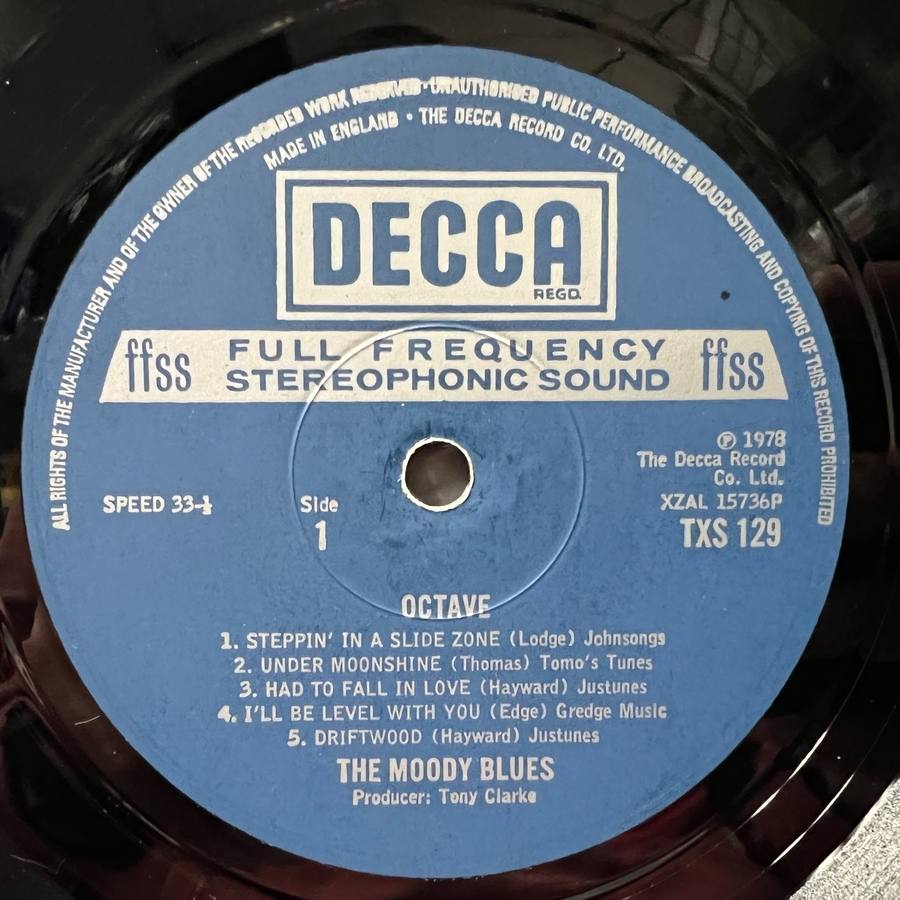 ALL RIGHTS OF THE MANUFACTURER AND OF THE OWNER OF THE RECORDED WORK RESERVED · UNAUTHORISED PUBLIC PERFORMANCE BROADCASTING AND COPYING OF THIS RECORD PROHIBITED
MADE IN ENGLAND • THE DECCA RECORD CO. LTD.
DECCA
REGD.
ffss FULL FREQUENCY STEREOPHONIC SOUND ffss
℗ 1978
The Decca Record
Co. Ltd.
SPEED 33-⅓
Side
1
XZAL 15736P
TXS 129
OCTAVE
1. STEPPIN' IN A SLIDE ZONE (Lodge) Johnsongs
2. UNDER MOONSHINE (Thomas) Tomo's Tunes
3. HAD TO FALL IN LOVE (Hayward) Justunes
4. I'LL BE LEVEL WITH YOU (Edge) Gredge Music
5. DRIFTWOOD (Hayward) Justunes
THE MOODY BLUES
Producer: Tony Clarke